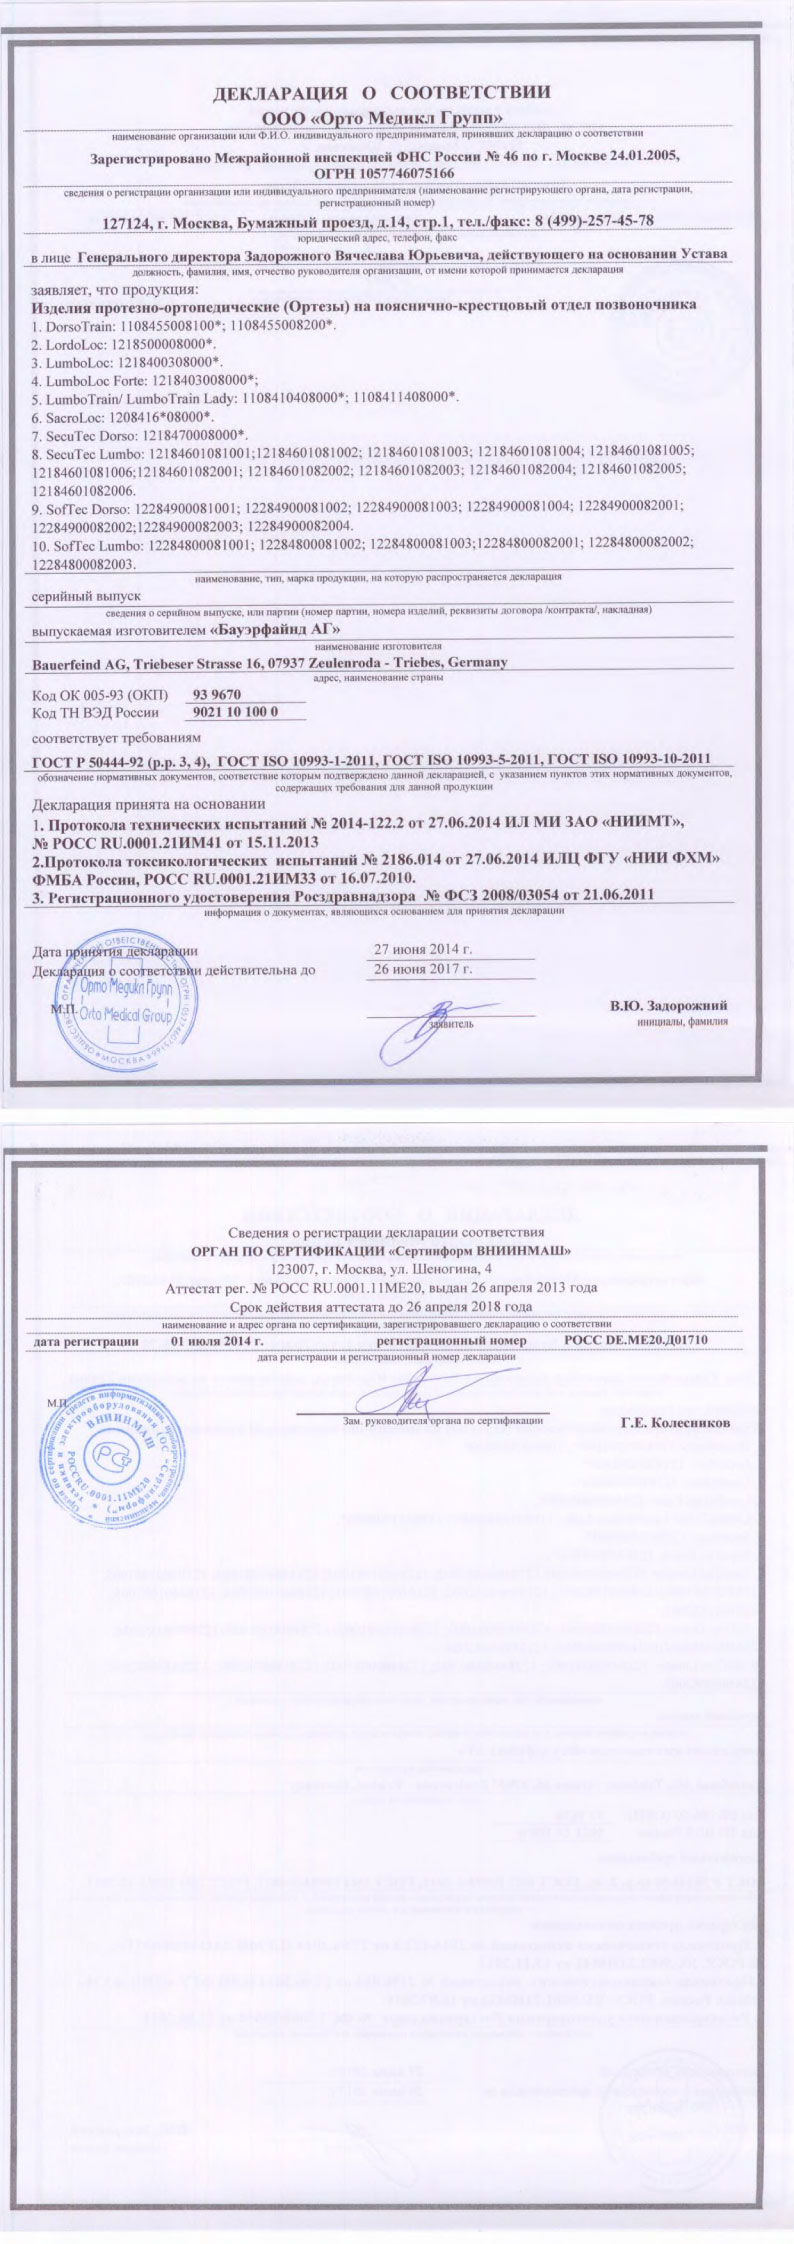 ДЕКЛАРАЦИЯ О СООТВЕТСТВИИ
ООО «Орто Медикл Групп»
наименование организации или Ф.И.О. индивидуального предпринимателя, принявших декларацию о соответствии
Зарегистрировано Межрайонной инспекцией ФНС России № 46 по г. Москве 24.01.2005,
ОГРН 1057746075166
сведения о регистрации организации или индивидуального предпринимателя (наименование регистрирующего органа, дата регистрации,
регистрационный номер)
127124, г. Москва, Бумажный проезд, д.14, стр.1, тел./факс: 8 (499)-257-45-78
юридический адрес, телефон, факс
в лице Генерального директора Задорожного Вячеслава Юрьевича, действующего на основании Устава
должность, фамилия, имя, отчество руководителя организации, от имени которой принимается декларация
заявляет, что продукция:
Изделия протезно-ортопедические (Ортезы) на пояснично-крестцовый отдел позвоночника
1. DorsoTrain: 1108455008100*; 1108455008200*.
2. LordoLoc: 1218500008000*.
3. LumboLoc: 1218400308000*.
4. LumboLoc Forte: 1218403008000*;
5. LumboTrain/ LumboTrain Lady: 1108410408000*; 1108411408000*.
6. SacroLoc: 1208416*08000*.
7. SecuTec Dorso: 1218470008000*.
8. SecuTec Lumbo: 12184601081001;12184601081002; 12184601081003; 12184601081004; 12184601081005;
12184601081006;12184601082001; 12184601082002; 12184601082003; 12184601082004; 12184601082005;
12184601082006.
9. SofTec Dorso: 12284900081001; 12284900081002; 12284900081003; 12284900081004; 12284900082001;
12284900082002;12284900082003; 12284900082004.
10. SofTec Lumbo: 12284800081001; 12284800081002; 12284800081003;12284800082001; 12284800082002;
12284800082003.
наименование, тип, марка продукции, на которую распространяется декларация
серийный выпуск
сведения о серийном выпуске, или партии (номер партии, номера изделий, реквизиты договора /контракта/, накладная)
выпускаемая изготовителем «Бауэрфайнд АГ»
наименование изготовителя
Bauerfeind AG, Triebeser Strasse 16, 07937 Zeulenroda - Triebes, Germany
адрес, наименование страны
Код ОК 005-93 (ОКП) 93 9670
Код ТН ВЭД России 9021 10 100 0
соответствует требованиям
ГОСТ Р 50444-92 (р.р. 3, 4), ГОСТ ISO 10993-1-2011, ГОСТ ISO 10993-5-2011, ГОСТ ISO 10993-10-2011
обозначение нормативных документов, соответствие которым подтверждено данной декларацией, с указанием пунктов этих нормативных документов,
содержащих требования для данной продукции
Декларация принята на основании
1. Протокола технических испытаний № 2014-122.2 от 27.06.2014 ИЛ МИ ЗАО «НИИМТ»,
№ РОСС RU.0001.21ИМ41 от 15.11.2013
2.Протокола токсикологических испытаний № 2186.014 от 27.06.2014 ИЛЦ ФГУ «НИИ ФХМ»
ФМБА России, РОСС RU.0001.21ИМ33 от 16.07.2010.
3. Регистрационного удостоверения Росздравнадзора № ФСЗ 2008/03054 от 21.06.2011
информация о документах, являющихся основанием для принятия декларации
Дата принятия декларации 27 июня 2014 г.
Декларация о соответствии действительна до 26 июня 2017 г.
Орто Медикл Групп
М.П. Orto Medical Group
МОСКВА
В.Ю. Задорожний
заявитель инициалы, фамилия
Сведения о регистрации декларации соответствия
ОРГАН ПО СЕРТИФИКАЦИИ «Сертинформ ВНИИНМАШ»
123007, г. Москва, ул. Шеногина, 4
Аттестат рег. № РОСС RU.0001.11МЕ20, выдан 26 апреля 2013 года
Срок действия аттестата до 26 апреля 2018 года
наименование и адрес органа по сертификации, зарегистрировавшего декларацию о соответствии
дата регистрации 01 июля 2014 г. регистрационный номер РОСС DE.МЕ20.Д01710
дата регистрации и регистрационный номер декларации
М.П.
ВНИИНМАШ
РОССRU.0001.11МЕ20
Зам. руководителя органа по сертификации Г.Е. Колесников